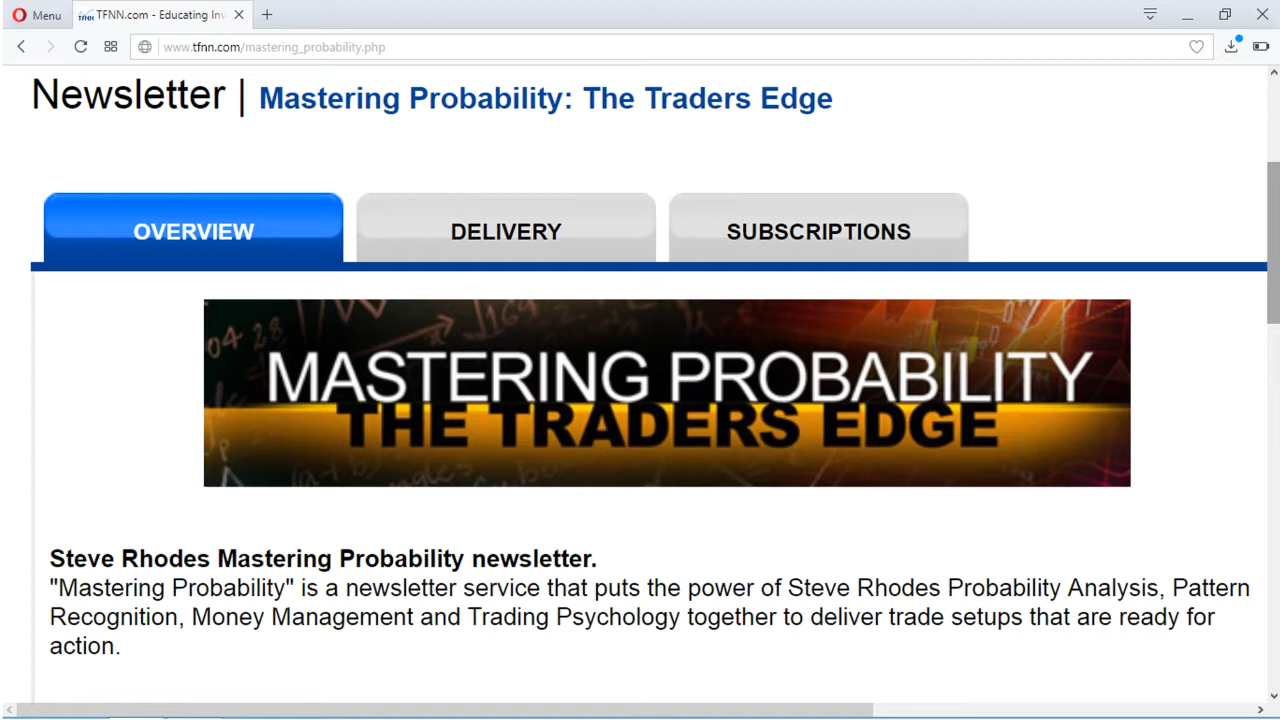 Menu
TFNN.com - Educating Inv
www.tfnn.com/mastering_probability.php
Newsletter | Mastering Probability: The Traders Edge
OVERVIEW
DELIVERY
SUBSCRIPTIONS
MASTERING PROBABILITY
THE TRADERS EDGE
Steve Rhodes Mastering Probability newsletter.
"Mastering Probability" is a newsletter service that puts the power of Steve Rhodes Probability Analysis, Pattern
Recognition, Money Management and Trading Psychology together to deliver trade setups that are ready for
action.